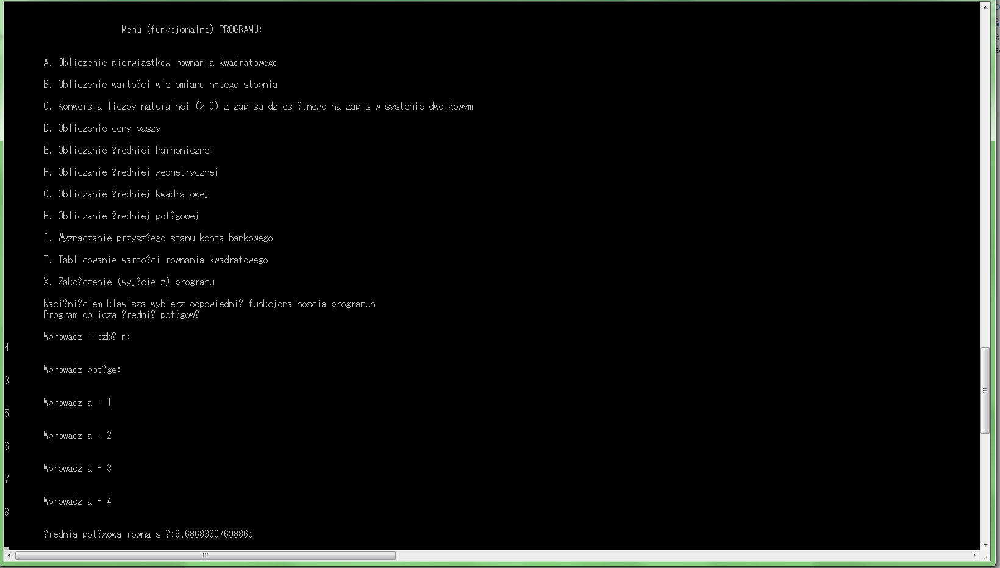 Menu (funkcjonalme) PROGRAMU:
A. Obliczenie pierwiastkow rownania kwadratowego
B. Obliczenie warto?ci wielomianu n-tego stopnia
C. Konwersja liczby naturalnej (> 0) z zapisu dziesi?tnego na zapis w systemie dwojkowym
D. Obliczenie ceny paszy
E. Obliczanie ?redniej harmonicznej
F. Obliczanie ?redniej geometrycznej
G. Obliczanie ?redniej kwadratowej
H. Obliczanie ?redniej pot?gowej
I. Wyznaczanie przysz?ego stanu konta bankowego
T. Tablicowanie warto?ci rownania kwadratowego
X. Zako?czenie (wyj?cie z) programu
Naci?ni?ciem klawisza wybierz odpowiedni? funkcjonalnoscia programuh
Program oblicza ?redni? pot?gow?
Wprowadz liczb? n:
4
Wprowadz pot?ge:
3
Wprowadz a - 1
5
Wprowadz a - 2
6
Wprowadz a - 3
7
Wprowadz a - 4
8
?rednia pot?gowa rowna si?:6,68688307698865